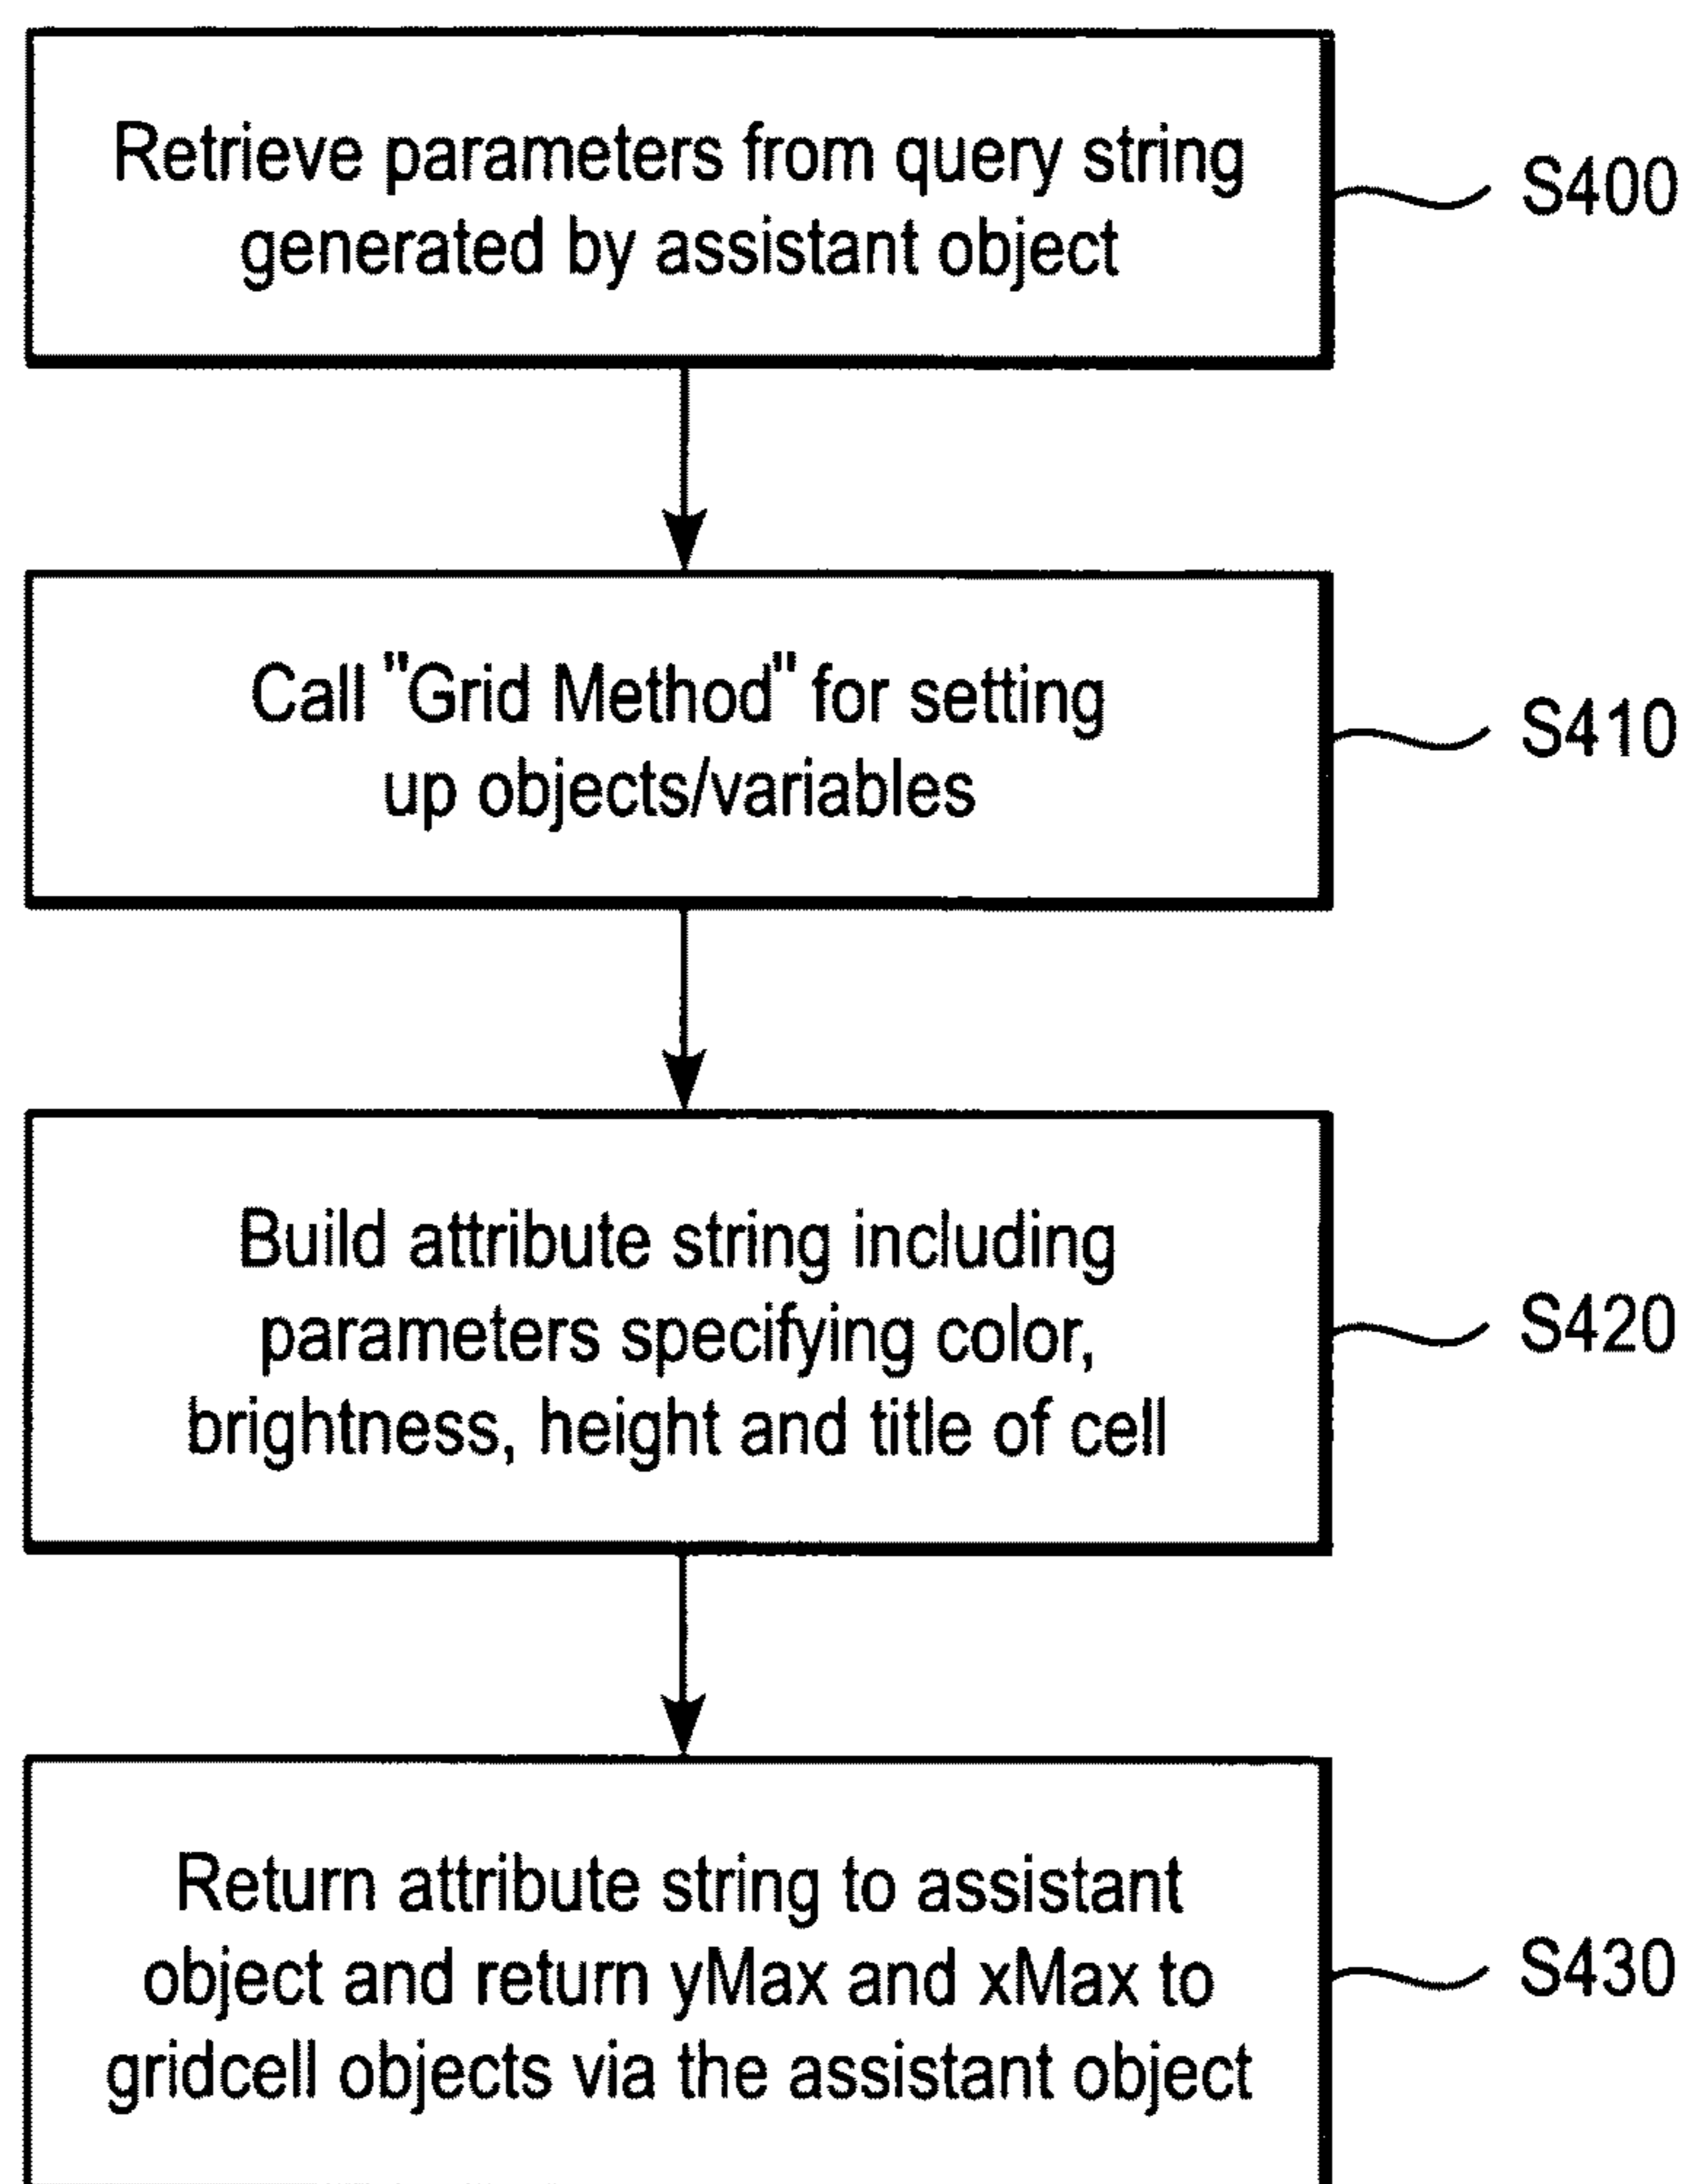 Retrieve parameters from query string
generated by assistant object
S400
Call "Grid Method" for setting
up objects/variables
S410
Build attribute string including
parameters specifying color,
brightness, height and title of cell
S420
Return attribute string to assistant
object and return yMax and xMax to
gridcell objects via the assistant object
S430